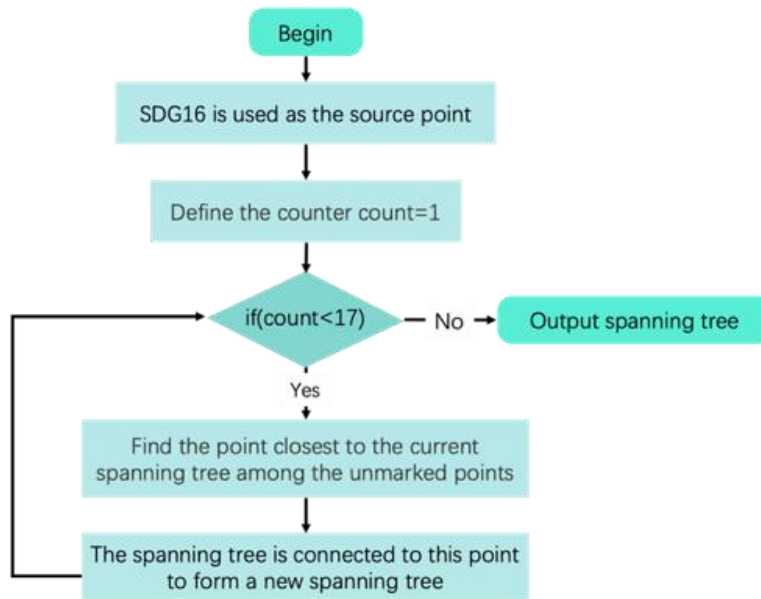 Begin
SDG16 is used as the source point
Define the counter count=1
if(count<17)
No
Output spanning tree
Yes
Find the point closest to the current
spanning tree among the unmarked points
The spanning tree is connected to this point
to form a new spanning tree